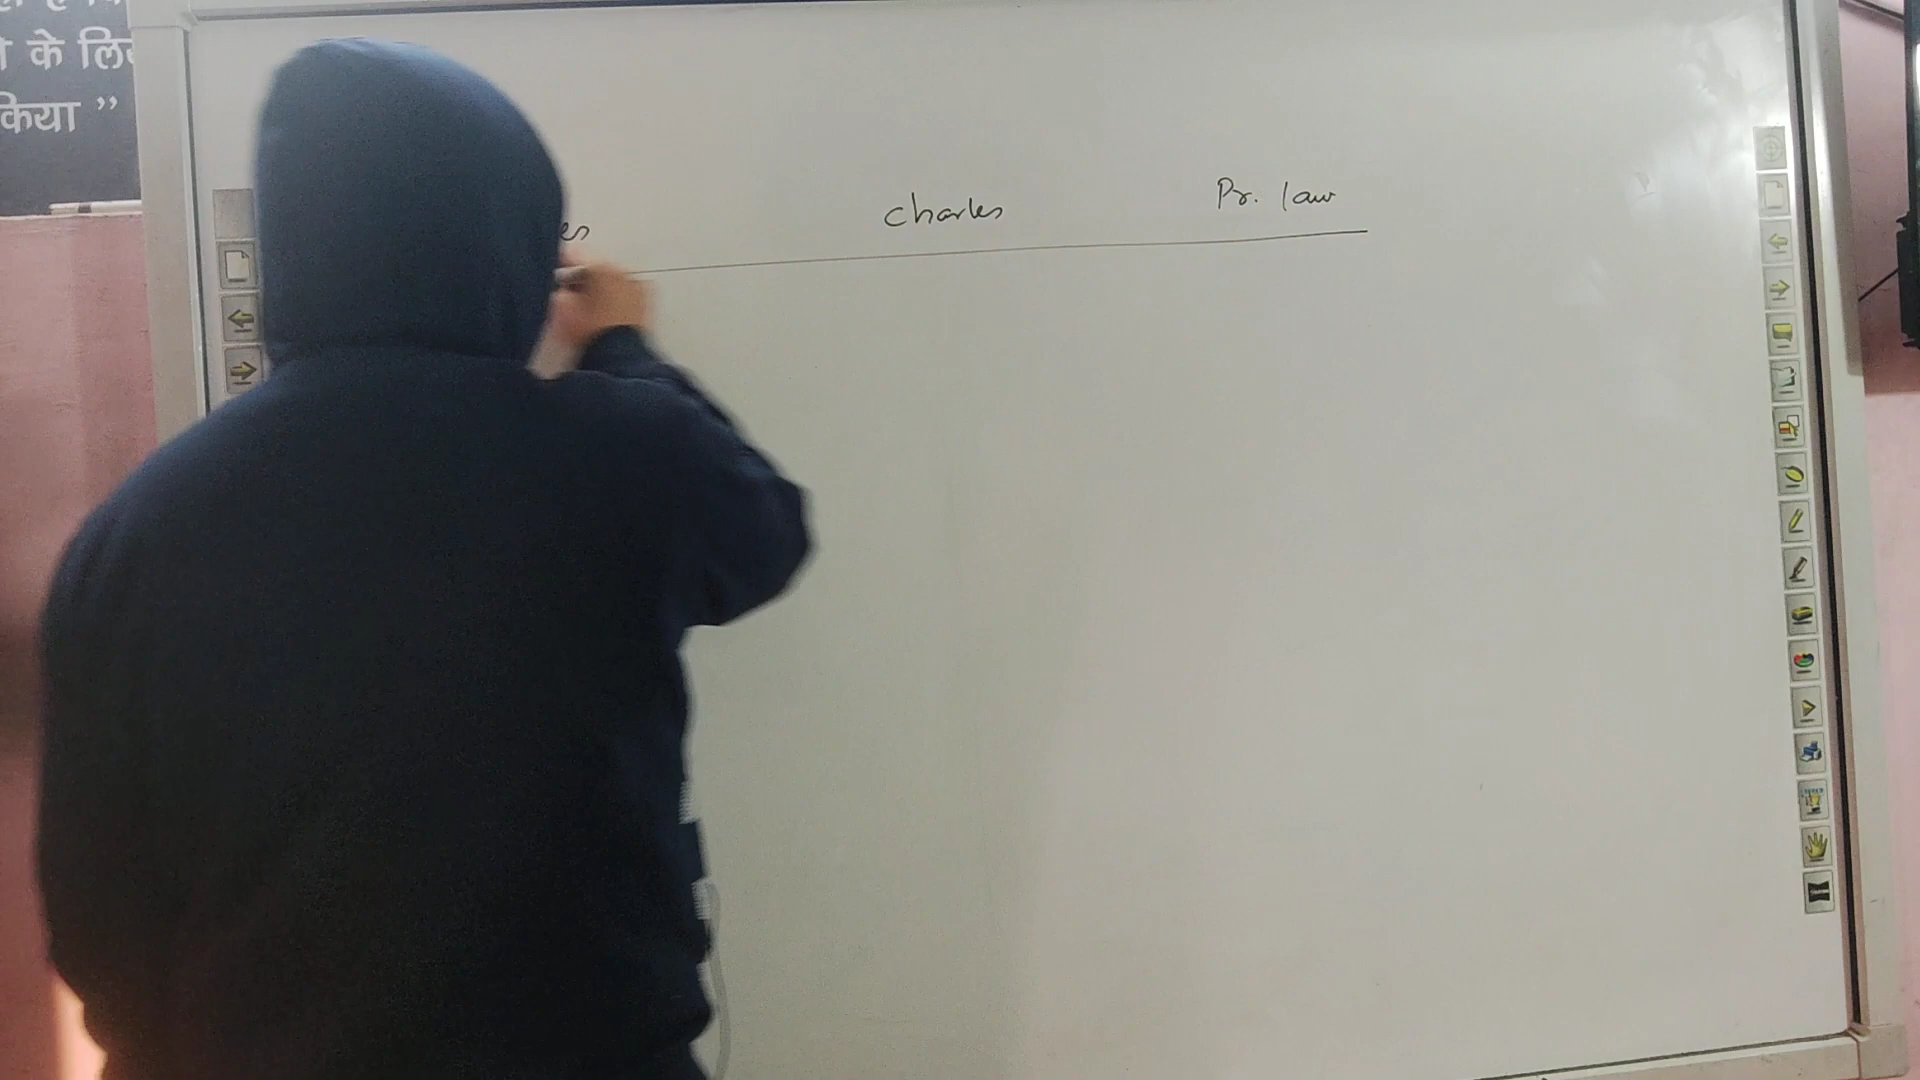 के लि
किया ”
es charles Pr. law